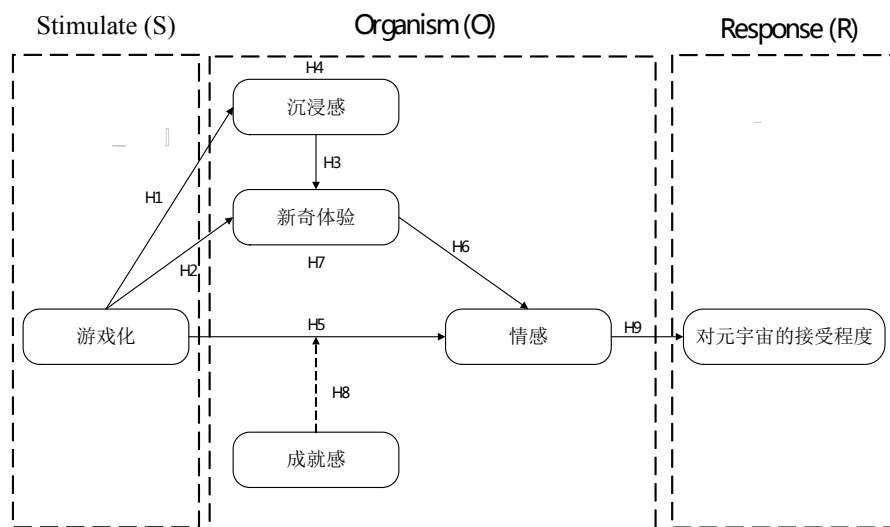 Stimulate (S)
Organism (O)
Response (R)
H4
沉浸感
H3
H1
新奇体验
H2
H6
H7
游戏化
H5
情感
H9
对元宇宙的接受程度
H8
成就感